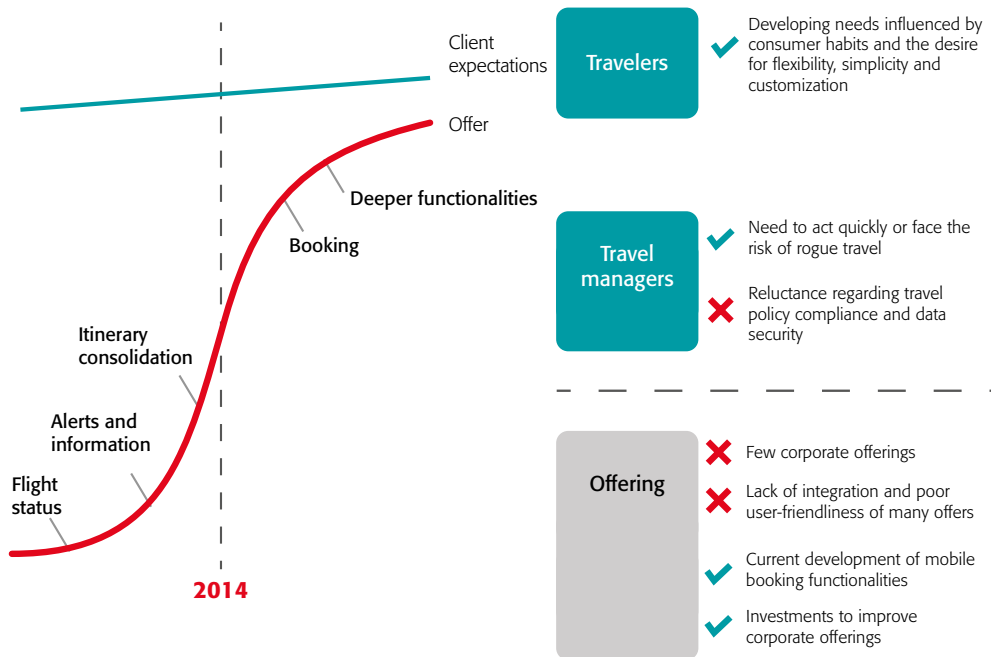 Client
expectations
Offer
Deeper functionalities
Booking
Itinerary
consolidation
Alerts and
information
Flight
status
2014
Travelers
Developing needs influenced by
consumer habits and the desire
for flexibility, simplicity and
customization
Travel
managers
Need to act quickly or face the
risk of rogue travel
Reluctance regarding travel
policy compliance and data
security
Offering
Few corporate offerings
Lack of integration and poor
user-friendliness of many offers
Current development of mobile
booking functionalities
Investments to improve
corporate offerings